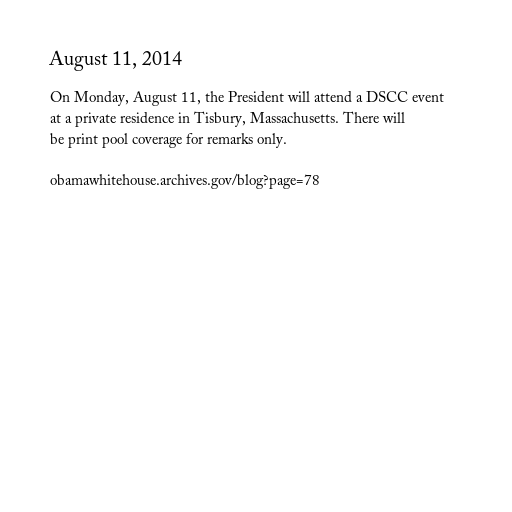 August 11, 2014
On Monday, August 11, the President will attend a DSCC event
at a private residence in Tisbury, Massachusetts. There will
be print pool coverage for remarks only.
obamawhitehouse.archives.gov/blog?page=78